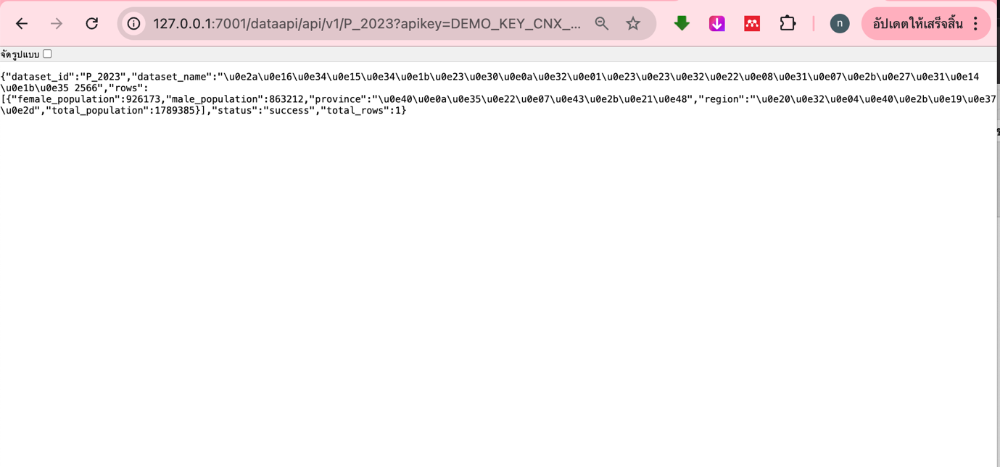 127.0.0.1:7001/dataapi/api/v1/P_2023?apikey=DEMO_KEY_CNX_...
n
อัปเดตให้เสร็จสิ้น
จัดรูปแบบ
{"dataset_id":"P_2023","dataset_name":"\u0e2a\u0e16\u0e34\u0e15\u0e34\u0e1b\u0e23\u0e30\u0e0a\u0e32\u0e01\u0e23\u0e23\u0e32\u0e22\u0e08\u0e31\u0e07\u0e2b\u0e27\u0e31\u0e14
\u0e1b\u0e35 2566","rows":
[{"female_population":926173,"male_population":863212,"province":"\u0e40\u0e0a\u0e35\u0e22\u0e07\u0e43\u0e2b\u0e21\u0e48","region":"\u0e20\u0e32\u0e04\u0e40\u0e2b\u0e19\u0e37
\u0e2d","total_population":1789385}],"status":"success","total_rows":1}